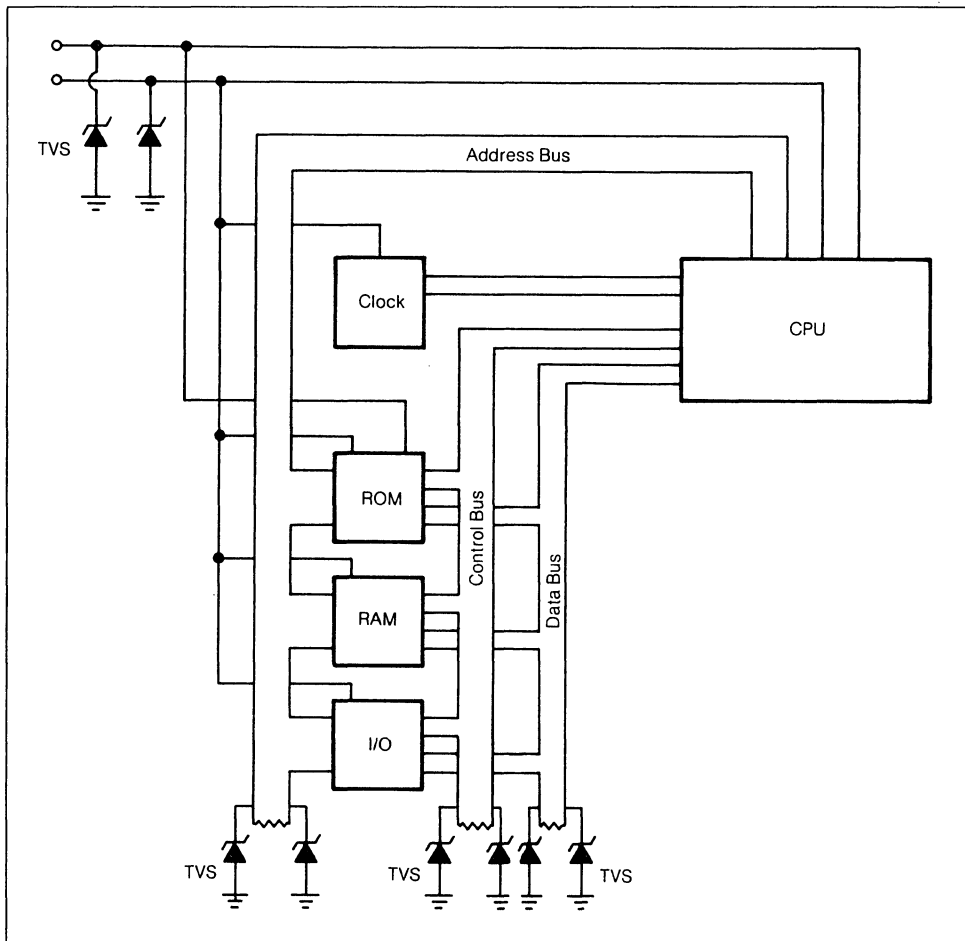 TVS
Address Bus
Clock
CPU
ROM
Control Bus
RAM
Data Bus
I/O
TVS
TVS
TVS